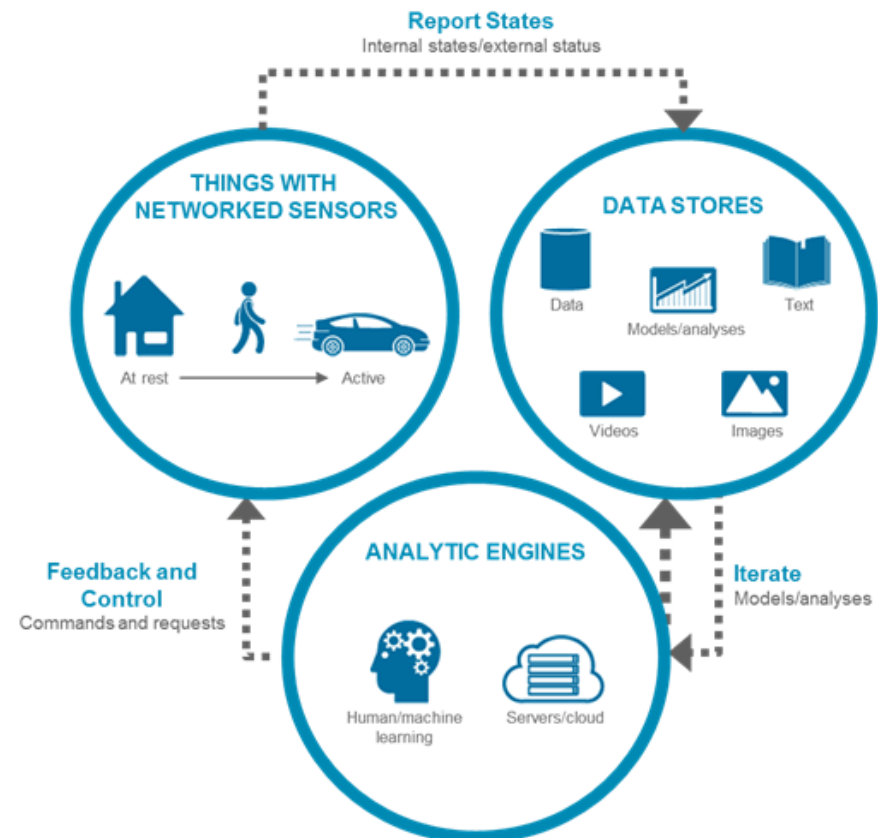 Report States
Internal states/external status
THINGS WITH
NETWORKED SENSORS
At rest
Active
DATA STORES
Data
Models/analyses
Text
Videos
Images
Feedback and
Control
Commands and requests
ANALYTIC ENGINES
Human/machine
learning
Servers/cloud
Iterate
Models/analyses